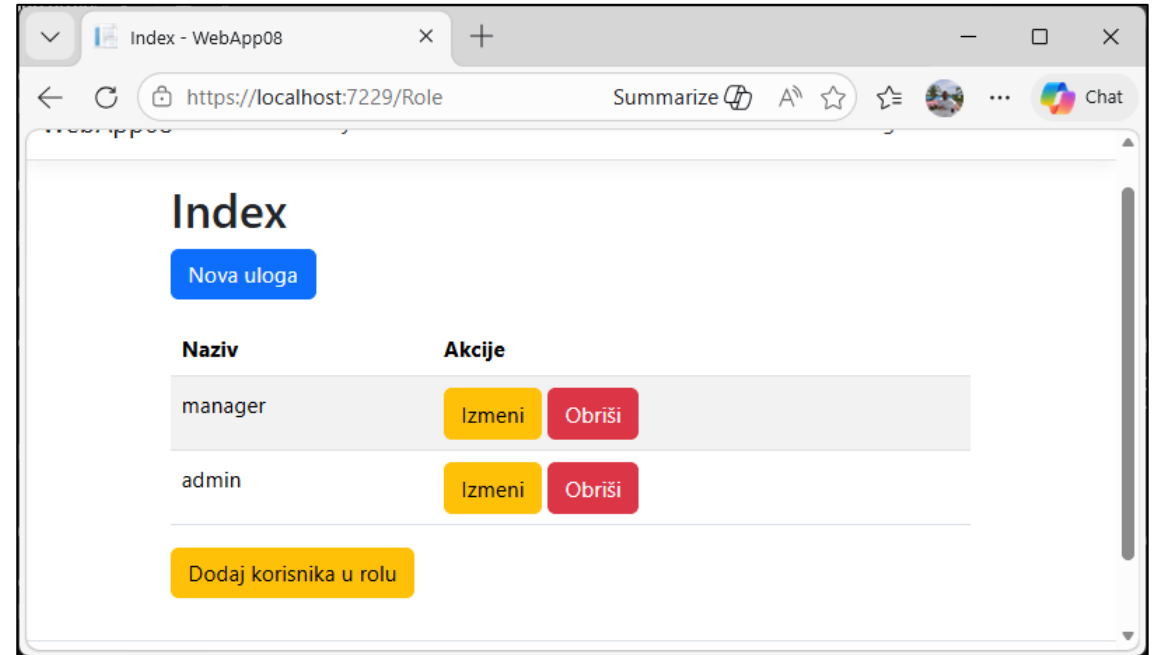 Index - WebApp08
https://localhost:7229/Role Summarize Chat
Index
Nova uloga
Naziv Akcije
manager Izmeni Obriši
admin Izmeni Obriši
Dodaj korisnika u rolu